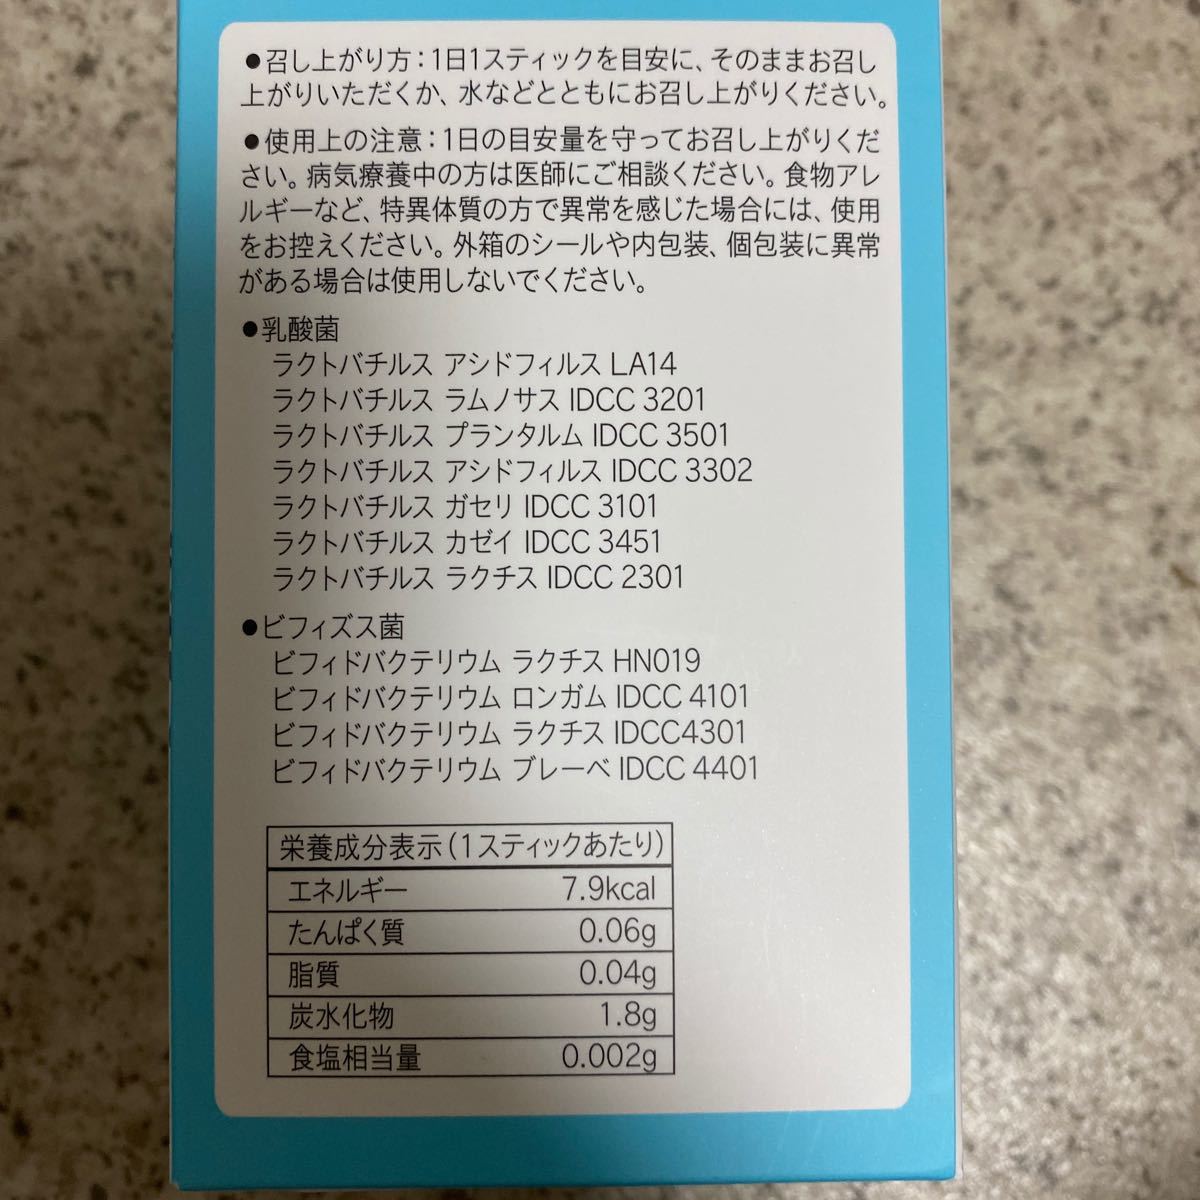 ●召し上がり方：1日1スティックを目安に、そのままお召し
上がりいただくか、水などとともにお召し上がりください。
●使用上の注意：1日の目安量を守ってお召し上がりくだ
さい。病気療養中の方は医師にご相談ください。食物アレ
ルギーなど、特異体質の方で異常を感じた場合には、使用
をお控えください。外箱のシールや内包装、個包装に異常
がある場合は使用しないでください。
●乳酸菌
ラクトバチルス アシドフィルス LA14
ラクトバチルス ラムノサス IDCC 3201
ラクトバチルス プランタルム IDCC 3501
ラクトバチルス アシドフィルス IDCC 3302
ラクトバチルス ガセリ IDCC 3101
ラクトバチルス カゼイ IDCC 3451
ラクトバチルス ラクチス IDCC 2301
●ビフィズス菌
ビフィドバクテリウム ラクチス HN019
ビフィドバクテリウム ロンガム IDCC 4101
ビフィドバクテリウム ラクチス IDCC4301
ビフィドバクテリウム ブレーベ IDCC 4401
栄養成分表示（1スティックあたり）
エネルギー 7.9kcal
たんぱく質 0.06g
脂質 0.04g
炭水化物 1.8g
食塩相当量 0.002g